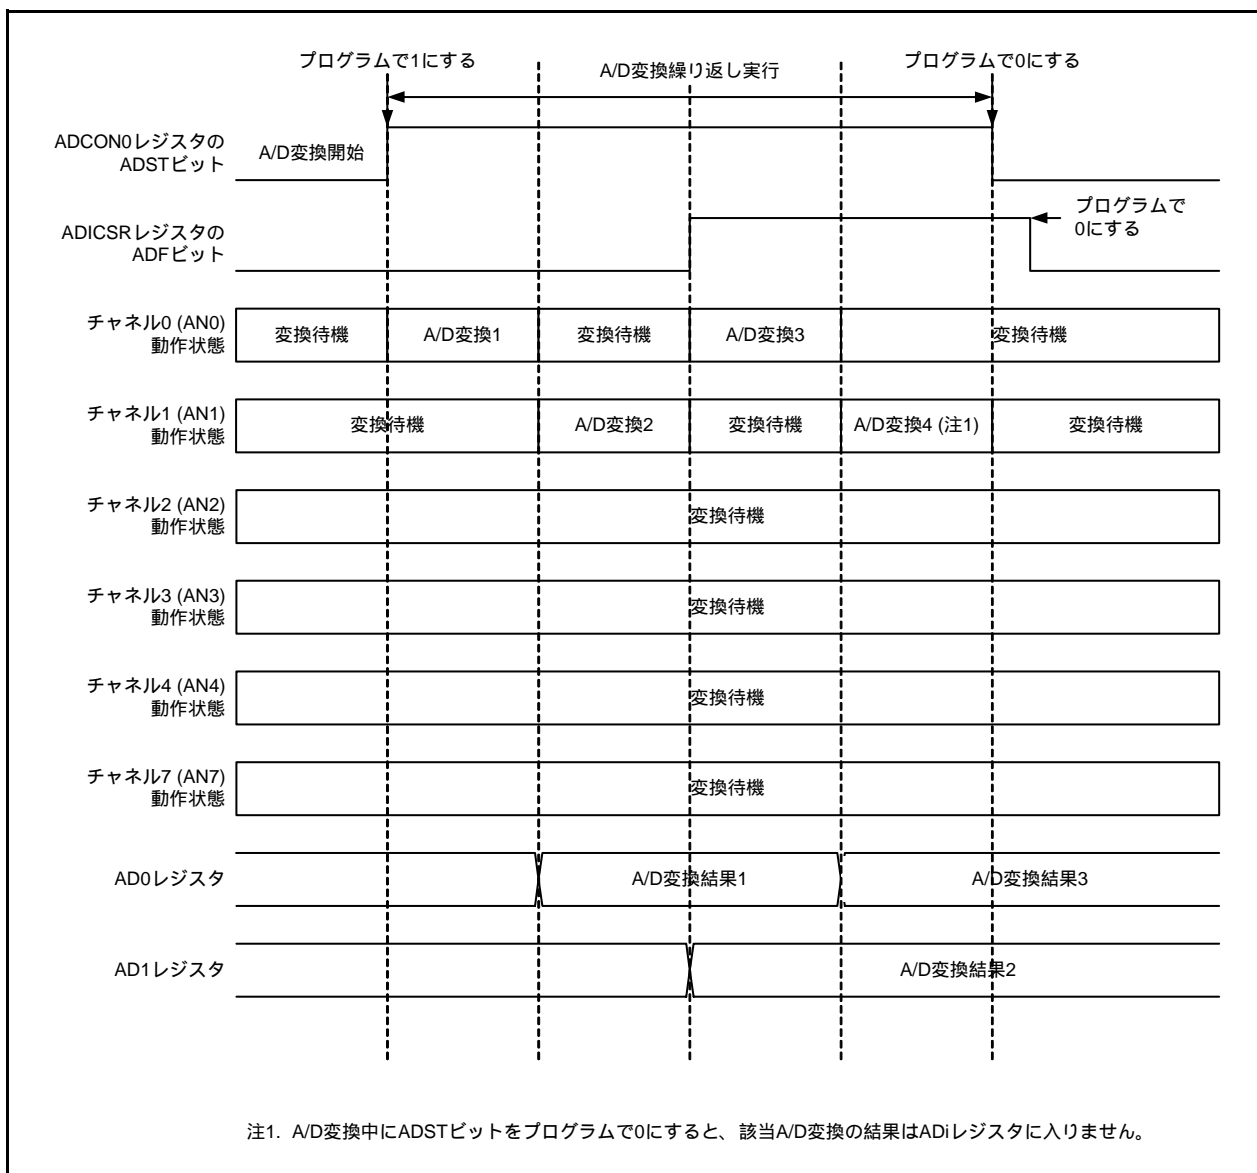 プログラムで1にする
A/D変換繰り返し実行
プログラムで0にする
ADCON0レジスタの
ADSTビット
A/D変換開始
ADICSRレジスタの
ADFビット
プログラムで
0にする
チャネル0 (AN0)
動作状態
変換待機
A/D変換1
変換待機
A/D変換3
変換待機
チャネル1 (AN1)
動作状態
変換待機
A/D変換2
変換待機
A/D変換4 (注1)
変換待機
チャネル2 (AN2)
動作状態
変換待機
チャネル3 (AN3)
動作状態
変換待機
チャネル4 (AN4)
動作状態
変換待機
チャネル7 (AN7)
動作状態
変換待機
AD0レジスタ
A/D変換結果1
A/D変換結果3
AD1レジスタ
A/D変換結果2
注1. A/D変換中にADSTビットをプログラムで0にすると、該当A/D変換の結果はADiレジスタに入りません。